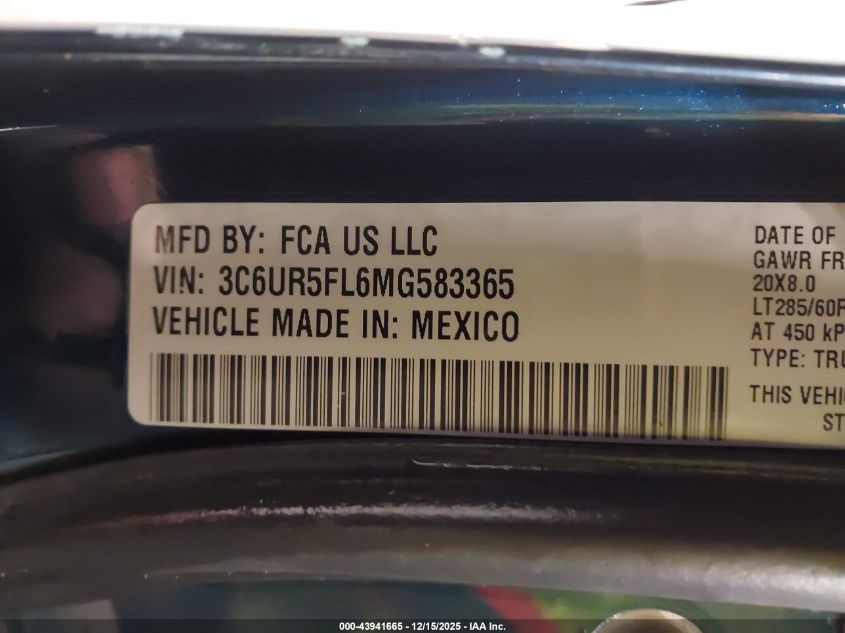 MFD BY: FCA US LLC
VIN: 3C6UR5FL6MG583365
VEHICLE MADE IN: MEXICO
DATE OF
GAWR FR
20X8.0
LT285/60R
AT 450 kP
TYPE: TRU
THIS VEHI
ST
000-43941665 - 12/15/2025 - IAA Inc.